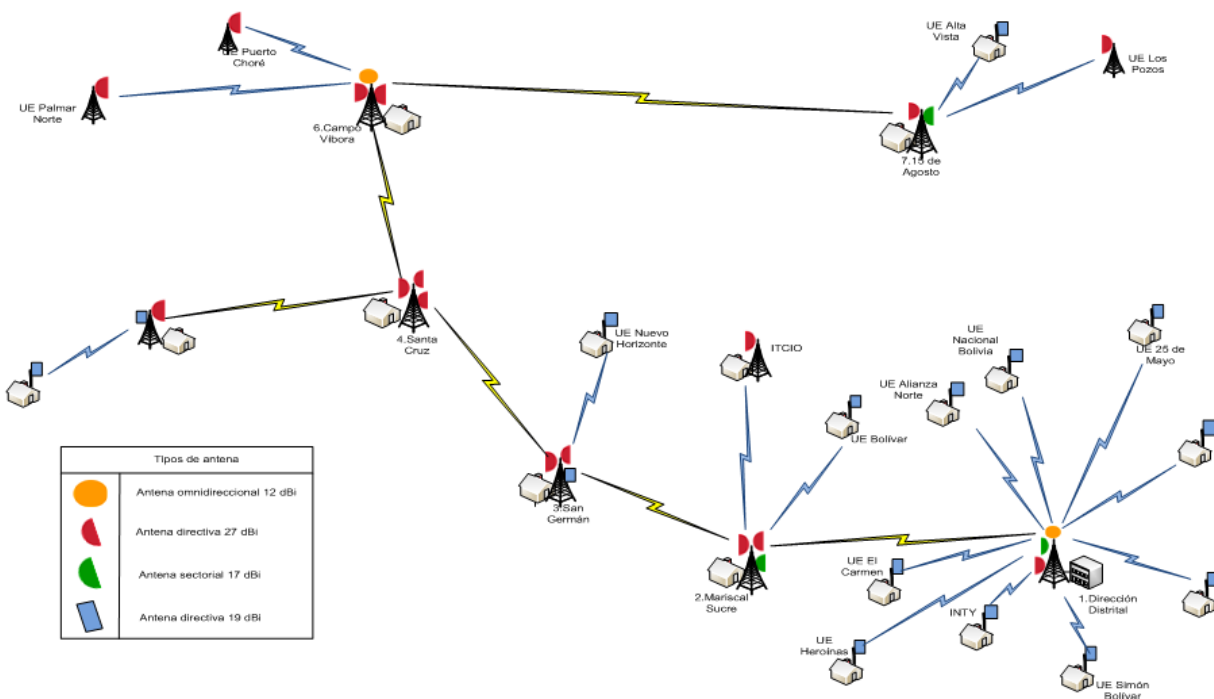 UE Puerto
Choré
UE Palmar
Norte
6.Campo
Víbora
UE Alta
Vista
UE Los
Pozos
7.15 de
Agosto
4.Santa
Cruz
UE Nuevo
Horizonte
ITCIO
UE
Nacional
Bolivia
UE 25 de
Mayo
UE Alianza
Norte
UE Bolívar
3.San
Germán
2.Mariscal
Sucre
UE El
Carmen
1.Dirección
Distrital
INTY
UE
Heroínas
UE Simón
Bolívar
Tipos de antena
Antena omnidireccional 12 dBi
Antena directiva 27 dBi
Antena sectorial 17 dBi
Antena directiva 19 dBi